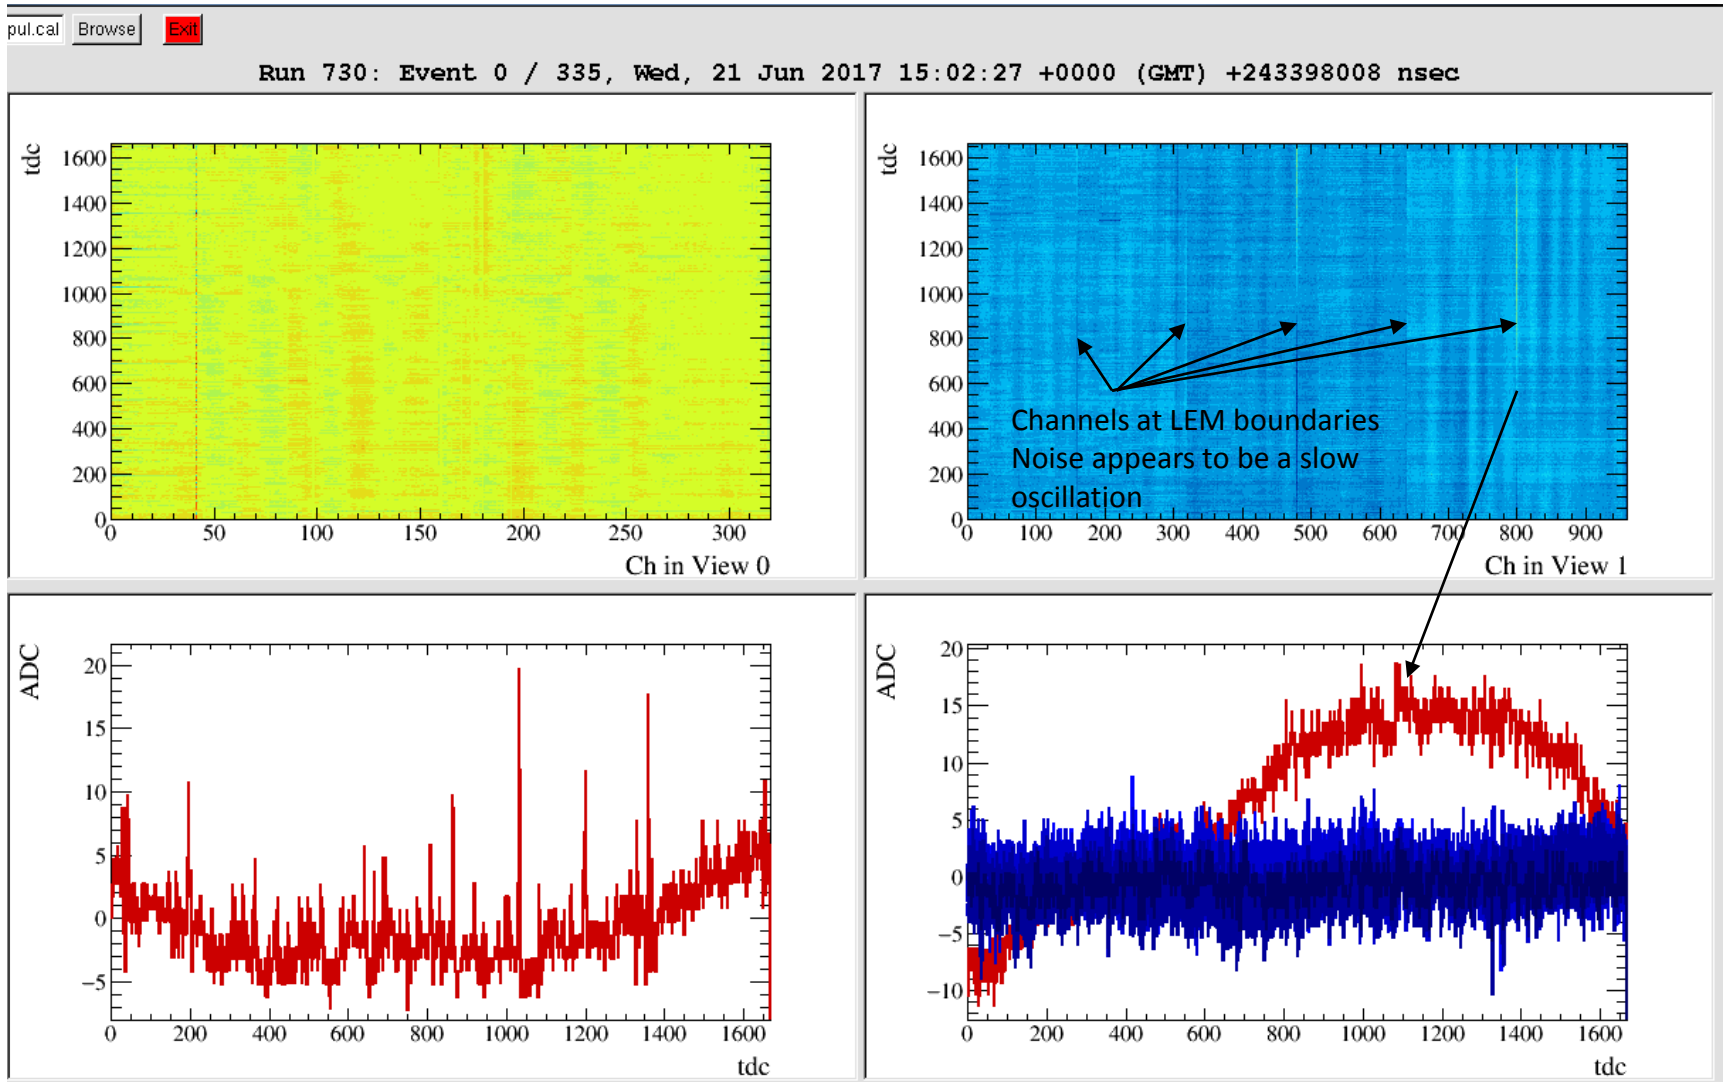 pul.cal Browse Exit
Run 730: Event 0 / 335, Wed, 21 Jun 2017 15:02:27 +0000 (GMT) +243398008 nsec
tdc
1600
1400
1200
1000
800
600
400
200
0
0 50 100 150 200 250 300
Ch in View 0
tdc
1600
1400
1200
1000
800
600
400
200
0
Channels at LEM boundaries
Noise appears to be a slow
oscillation
0 100 200 300 400 500 600 700 800 900
Ch in View 1
ADC
20
15
10
5
0
−5
0 200 400 600 800 1000 1200 1400 1600
tdc
ADC
20
15
10
5
0
−5
−10
0 200 400 600 800 1000 1200 1400 1600
tdc